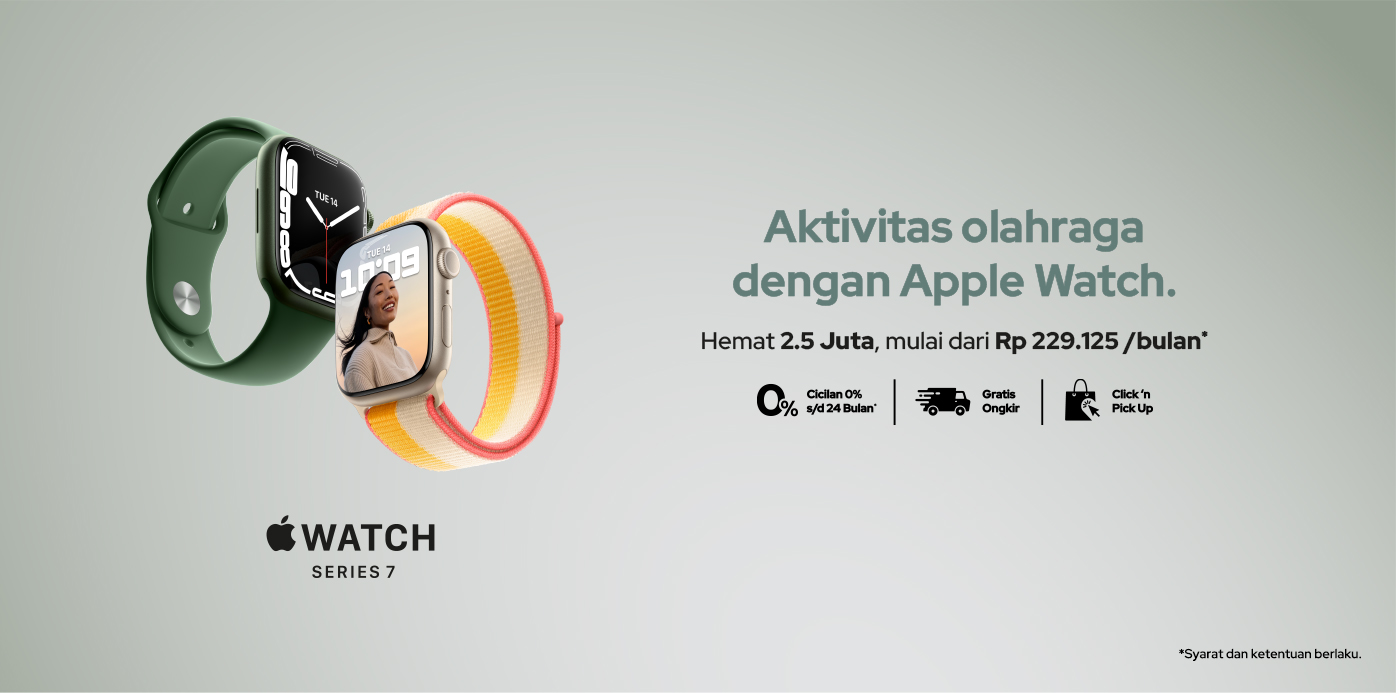 TUE 14
TUE 14
10:09
Aktivitas olahraga
dengan Apple Watch.
Hemat 2.5 Juta, mulai dari Rp 229.125 /bulan*
0%
Cicilan 0%
s/d 24 Bulan*
Gratis
Ongkir
Click ‘n
Pick Up
WATCH
SERIES 7
*Syarat dan ketentuan berlaku.